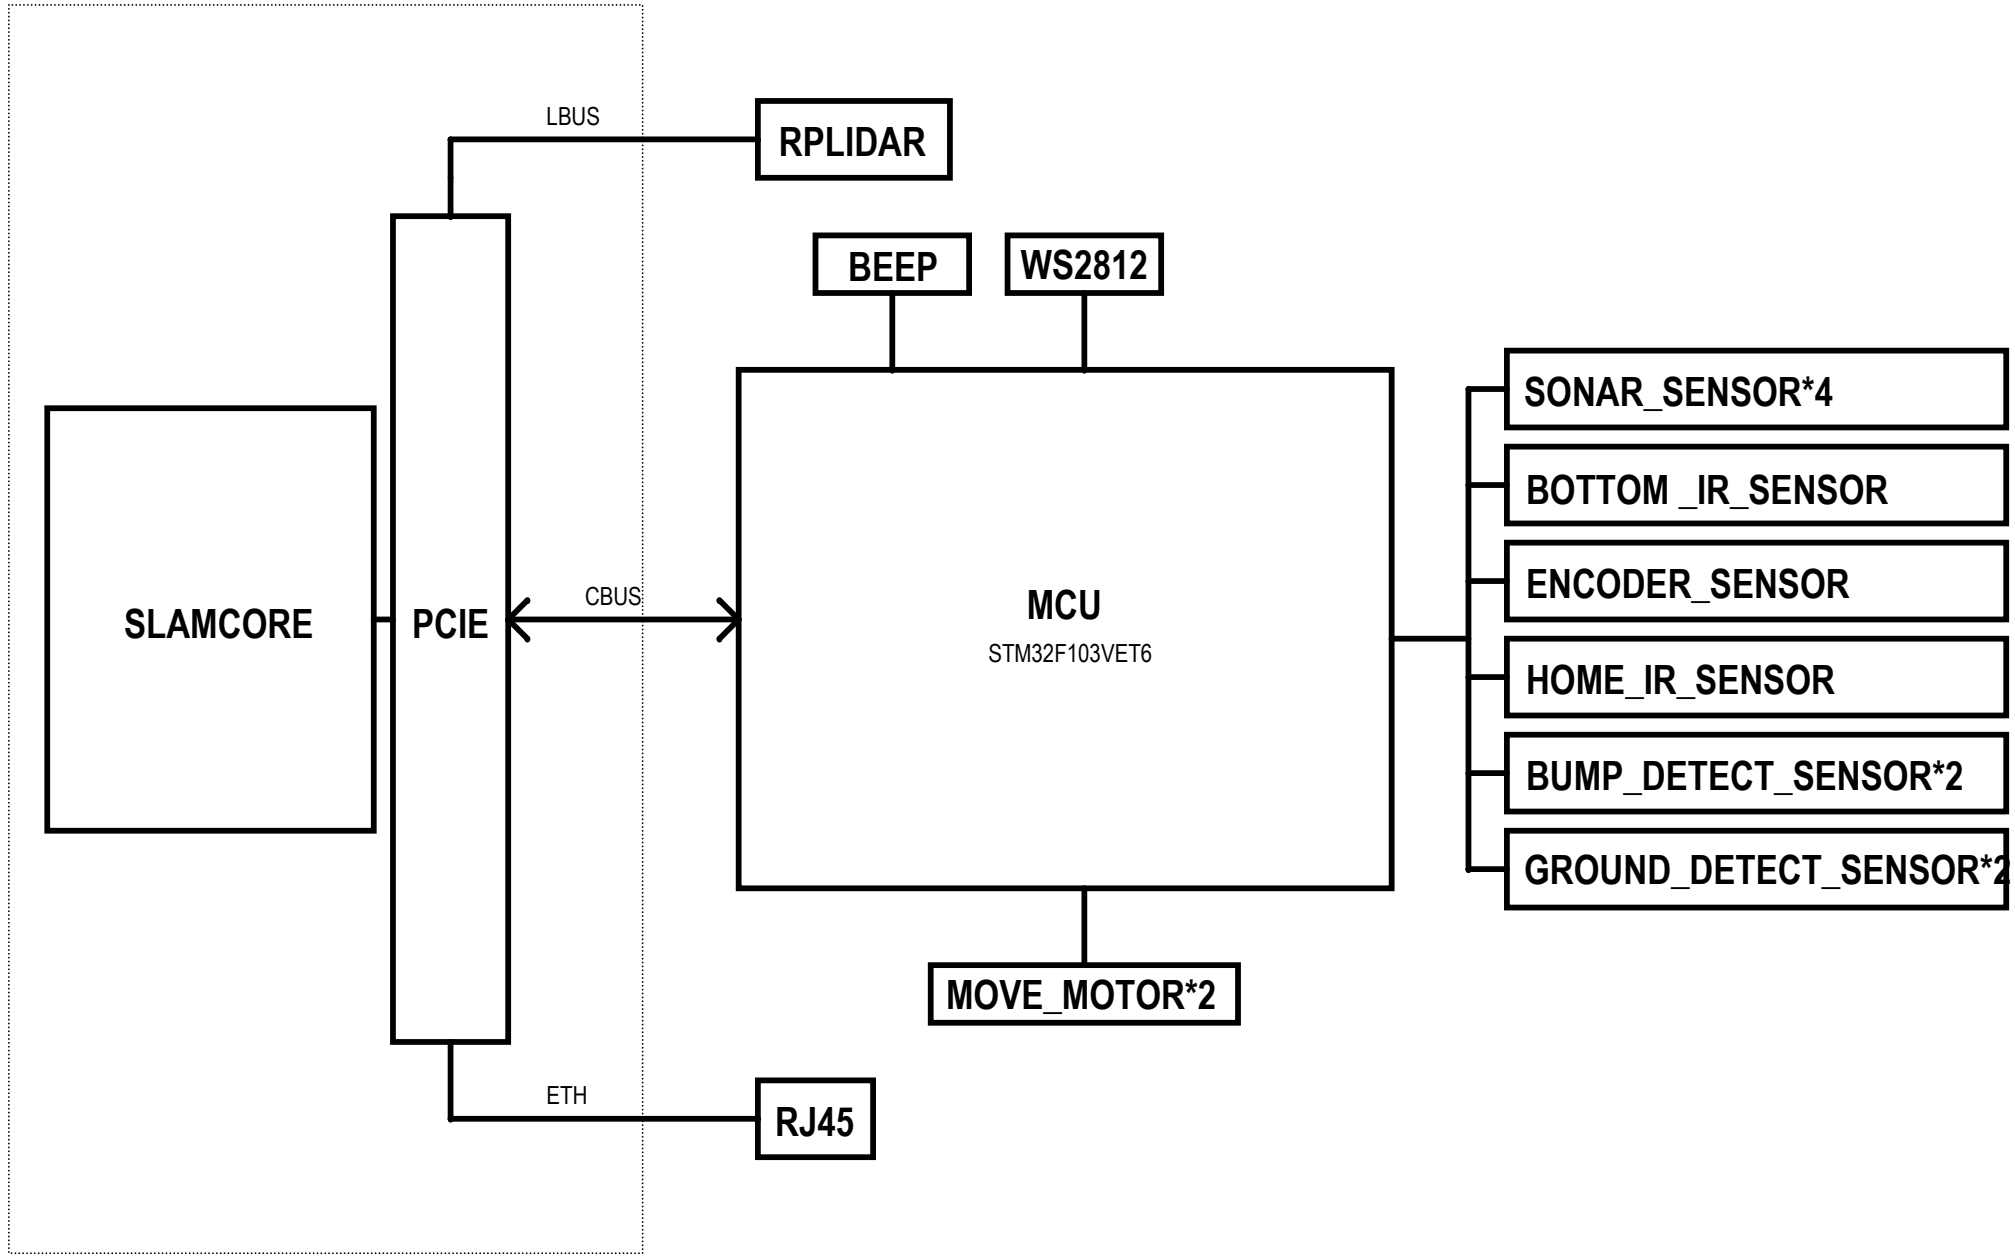 LBUS
RPLIDAR
BEEP
WS2812
SONAR_SENSOR*4
BOTTOM _IR_SENSOR
ENCODER_SENSOR
SLAMCORE
PCIE
CBUS
MCU
STM32F103VET6
HOME_IR_SENSOR
BUMP_DETECT_SENSOR*2
GROUND_DETECT_SENSOR*2
MOVE_MOTOR*2
ETH
RJ45